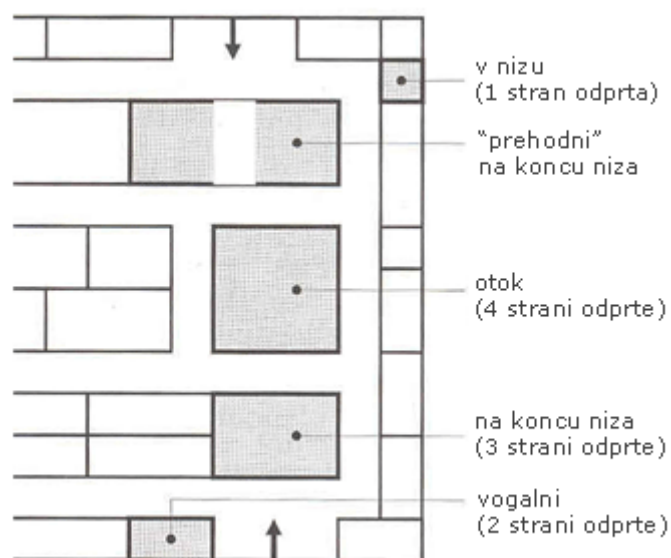 v nizu
(1 stran odprta)
"prehodni"
na koncu niza
otok
(4 strani odprte)
na koncu niza
(3 strani odprte)
vogalni
(2 strani odprte)